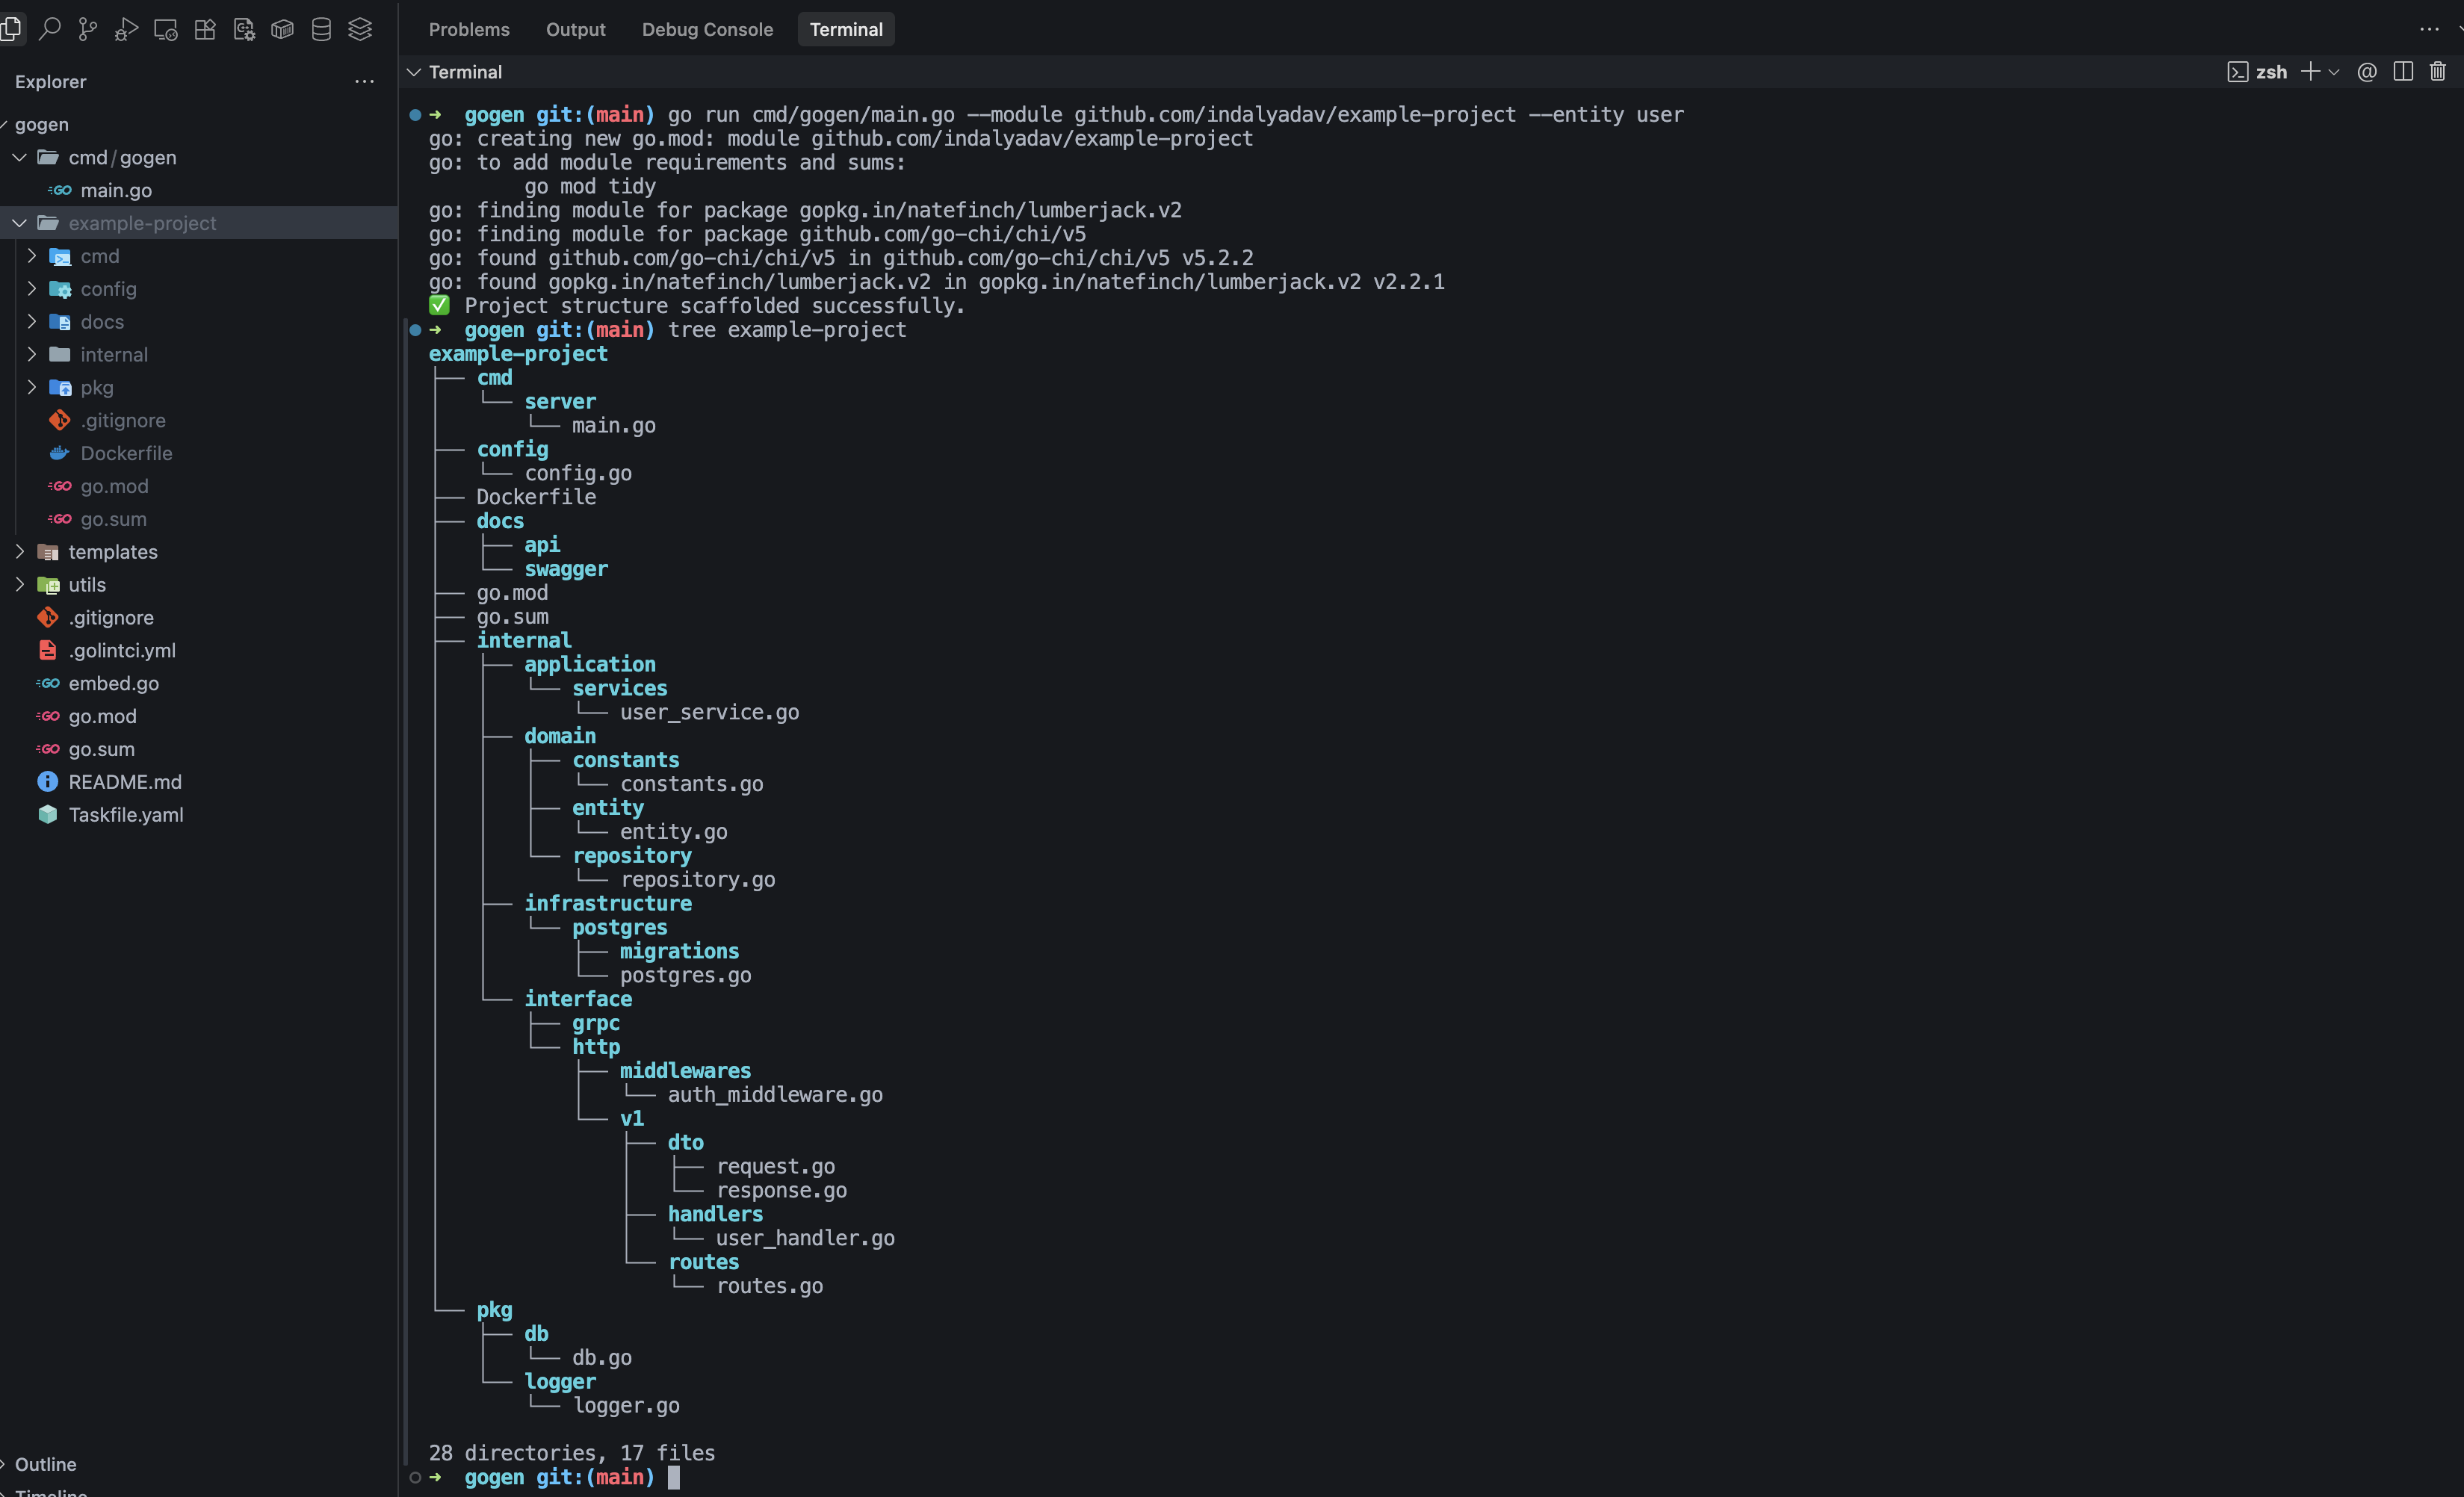 Explorer
gogen
cmd/gogen
main.go
example-project
cmd
config
docs
internal
pkg
.gitignore
Dockerfile
go.mod
go.sum
templates
utils
.gitignore
.golintci.yml
embed.go
go.mod
go.sum
README.md
Taskfile.yaml
Outline
Timeline
Problems Output Debug Console Terminal
Terminal
zsh
➜ gogen git:(main) go run cmd/gogen/main.go --module github.com/indalyadav/example-project --entity user
go: creating new go.mod: module github.com/indalyadav/example-project
go: to add module requirements and sums:
        go mod tidy
go: finding module for package gopkg.in/natefinch/lumberjack.v2
go: finding module for package github.com/go-chi/chi/v5
go: found github.com/go-chi/chi/v5 in github.com/go-chi/chi/v5 v5.2.2
go: found gopkg.in/natefinch/lumberjack.v2 in gopkg.in/natefinch/lumberjack.v2 v2.2.1
✅ Project structure scaffolded successfully.
➜ gogen git:(main) tree example-project
example-project
├── cmd
│   └── server
│       └── main.go
├── config
│   └── config.go
├── Dockerfile
├── docs
│   ├── api
│   └── swagger
├── go.mod
├── go.sum
├── internal
│   ├── application
│   │   └── services
│   │       └── user_service.go
│   ├── domain
│   │   ├── constants
│   │   │   └── constants.go
│   │   ├── entity
│   │   │   └── entity.go
│   │   └── repository
│   │       └── repository.go
│   ├── infrastructure
│   │   └── postgres
│   │       ├── migrations
│   │       └── postgres.go
│   └── interface
│       ├── grpc
│       └── http
│           ├── middlewares
│           │   └── auth_middleware.go
│           └── v1
│               ├── dto
│               │   ├── request.go
│               │   └── response.go
│               ├── handlers
│               │   └── user_handler.go
│               └── routes
│                   └── routes.go
└── pkg
    ├── db
    │   └── db.go
    └── logger
        └── logger.go
28 directories, 17 files
➜ gogen git:(main)